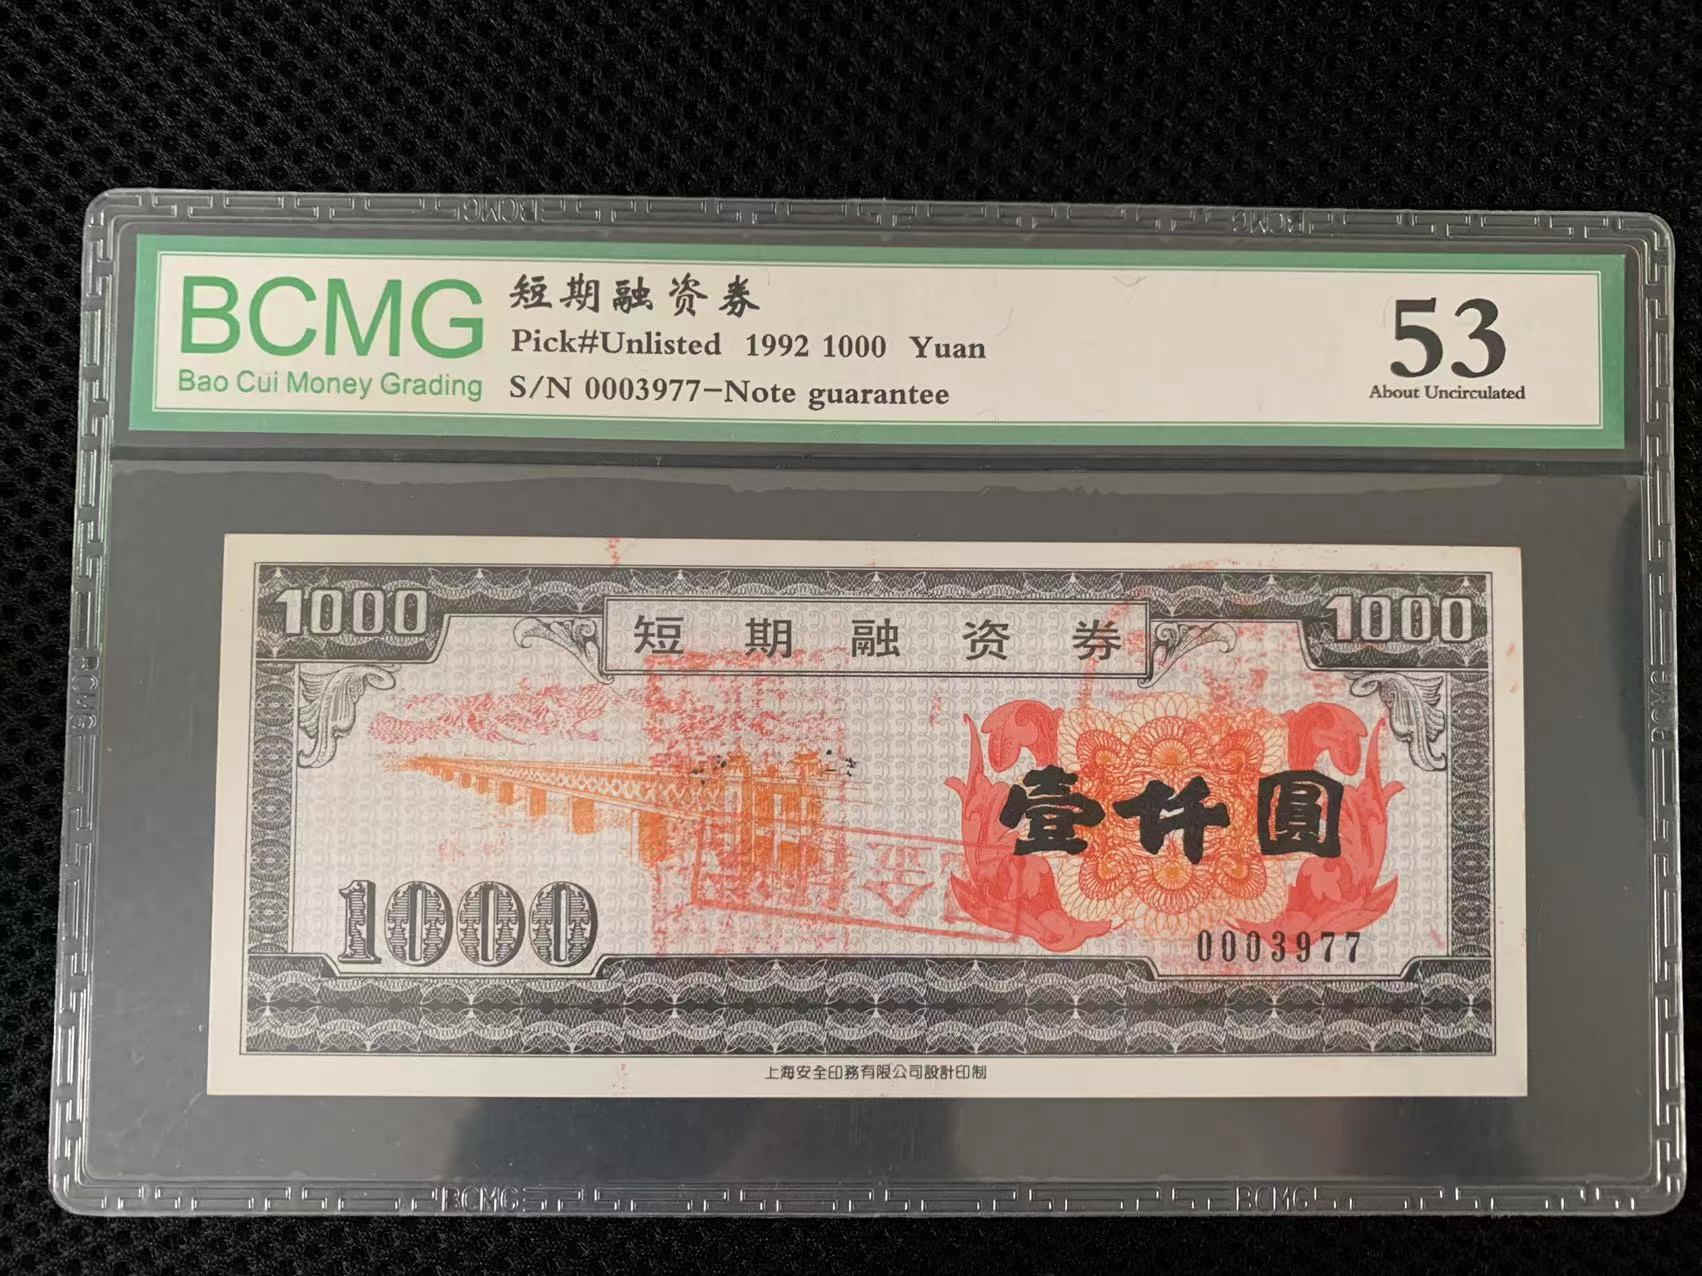 BCMG
Bao Cui Money Grading
短期融资券
Pick#Unlisted 1992 1000 Yuan
S/N 0003977-Note guarantee
53
About Uncirculated
1000
短期融资券
1000
壹仟圆
1000
0003977
上海安全印務有限公司設計印制